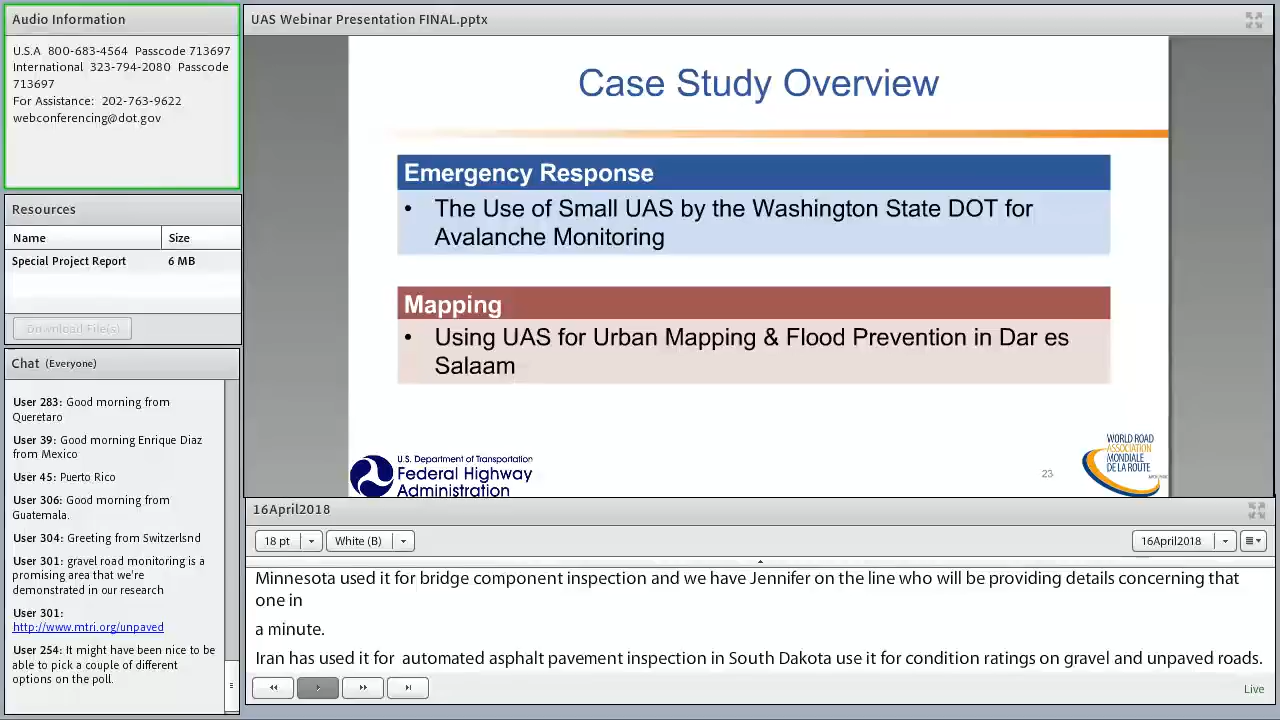 Audio Information
U.S.A 800-683-4564 Passcode 713697
International 323-794-2080 Passcode
713697
For Assistance: 202-763-9622
webconferencing@dot.gov
Resources
Name Size
Special Project Report 6 MB
Download File(s)
Chat (Everyone)
User 283: Good morning from
Queretaro
User 39: Good morning Enrique Diaz
from Mexico
User 45: Puerto Rico
User 306: Good morning from
Guatemala.
User 304: Greeting from Switzerlsnd
User 301: gravel road monitoring is a
promising area that we're
demonstrated in our research
User 301:
http://www.mtri.org/unpaved
User 254: It might have been nice to be
able to pick a couple of different
options on the poll.
UAS Webinar Presentation FINAL.pptx
Case Study Overview
Emergency Response
• The Use of Small UAS by the Washington State DOT for
Avalanche Monitoring
Mapping
• Using UAS for Urban Mapping & Flood Prevention in Dar es
Salaam
U.S. Department of Transportation
Federal Highway
Administration
23
WORLD ROAD
ASSOCIATION
MONDIALE
DE LA ROUTE
16April2018
18 pt White (B) 16April2018
Minnesota used it for bridge component inspection and we have Jennifer on the line who will be providing details concerning that
one in
a minute.
Iran has used it for automated asphalt pavement inspection in South Dakota use it for condition ratings on gravel and unpaved roads.
Live